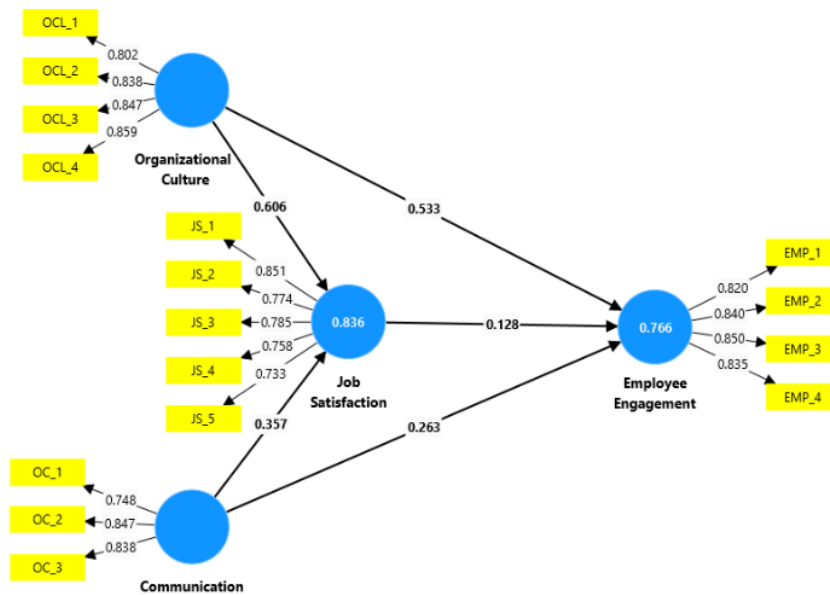 OCL_1
0.802
OCL_2
0.838
OCL_3
0.847
OCL_4
0.859
Organizational
Culture
0.606
0.533
JS_1
0.851
JS_2
0.774
JS_3
0.785
JS_4
0.758
JS_5
0.733
0.836
Job
Satisfaction
0.128
0.766
Employee
Engagement
EMP_1
0.820
EMP_2
0.840
EMP_3
0.850
EMP_4
0.835
0.357
0.263
OC_1
0.748
OC_2
0.847
OC_3
0.838
Communication